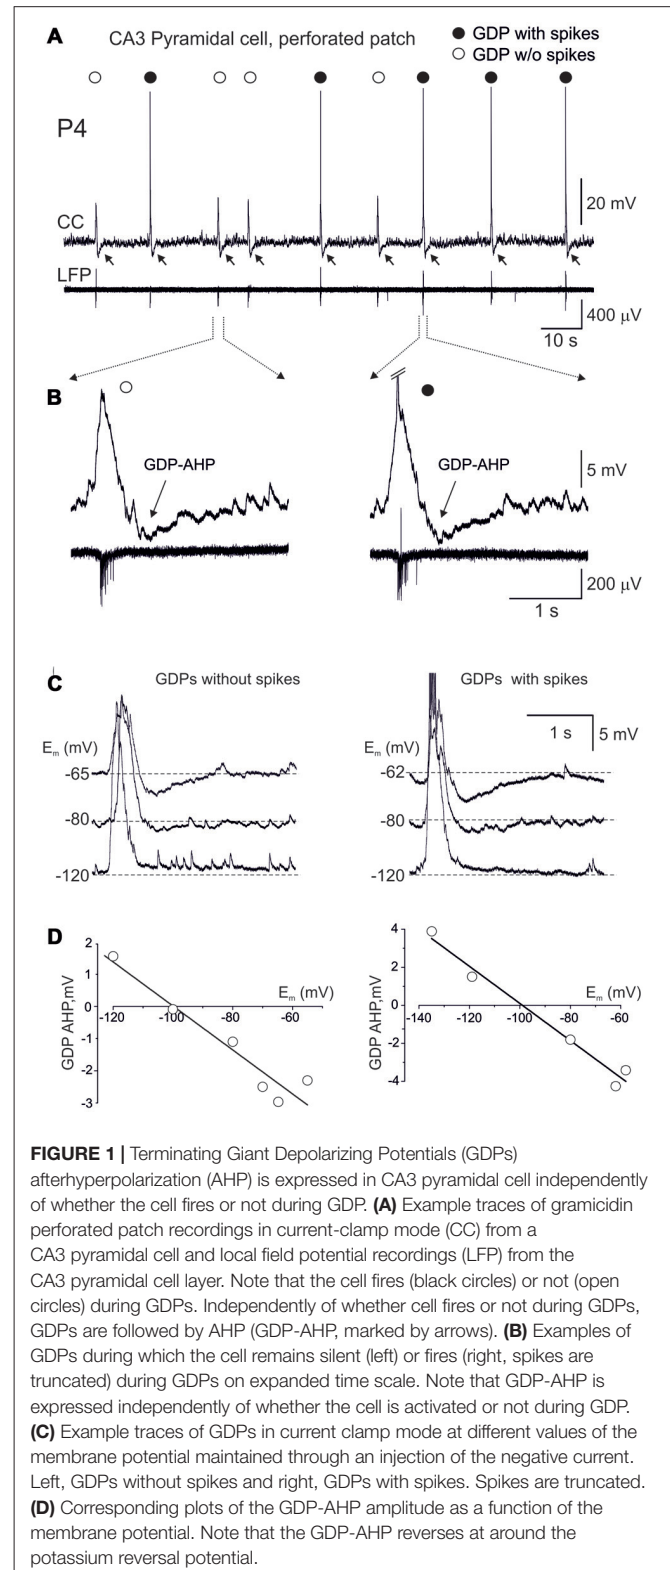 A
CA3 Pyramidal cell, perforated patch
GDP with spikes
GDP w/o spikes
P4
CC
20 mV
LFP
400 µV
10 s
B
GDP-AHP
GDP-AHP
5 mV
200 µV
1 s
C
GDPs without spikes
GDPs with spikes
1 s
5 mV
Em (mV)
-65
-80
-120
Em (mV)
-62
-80
-120
D
GDP AHP,mV
2
1
0
-1
-2
-3
-120
-100
-80
-60
Em (mV)
GDP AHP,mV
4
2
0
-2
-4
-140
-120
-100
-80
-60
Em (mV)
FIGURE 1 | Terminating Giant Depolarizing Potentials (GDPs)
afterhyperpolarization (AHP) is expressed in CA3 pyramidal cell independently
of whether the cell fires or not during GDP. (A) Example traces of gramicidin
perforated patch recordings in current-clamp mode (CC) from a
CA3 pyramidal cell and local field potential recordings (LFP) from the
CA3 pyramidal cell layer. Note that the cell fires (black circles) or not (open
circles) during GDPs. Independently of whether cell fires or not during GDPs,
GDPs are followed by AHP (GDP-AHP, marked by arrows). (B) Examples of
GDPs during which the cell remains silent (left) or fires (right, spikes are
truncated) during GDPs on expanded time scale. Note that GDP-AHP is
expressed independently of whether the cell is activated or not during GDP.
(C) Example traces of GDPs in current clamp mode at different values of the
membrane potential maintained through an injection of the negative current.
Left, GDPs without spikes and right, GDPs with spikes. Spikes are truncated.
(D) Corresponding plots of the GDP-AHP amplitude as a function of the
membrane potential. Note that the GDP-AHP reverses at around the
potassium reversal potential.